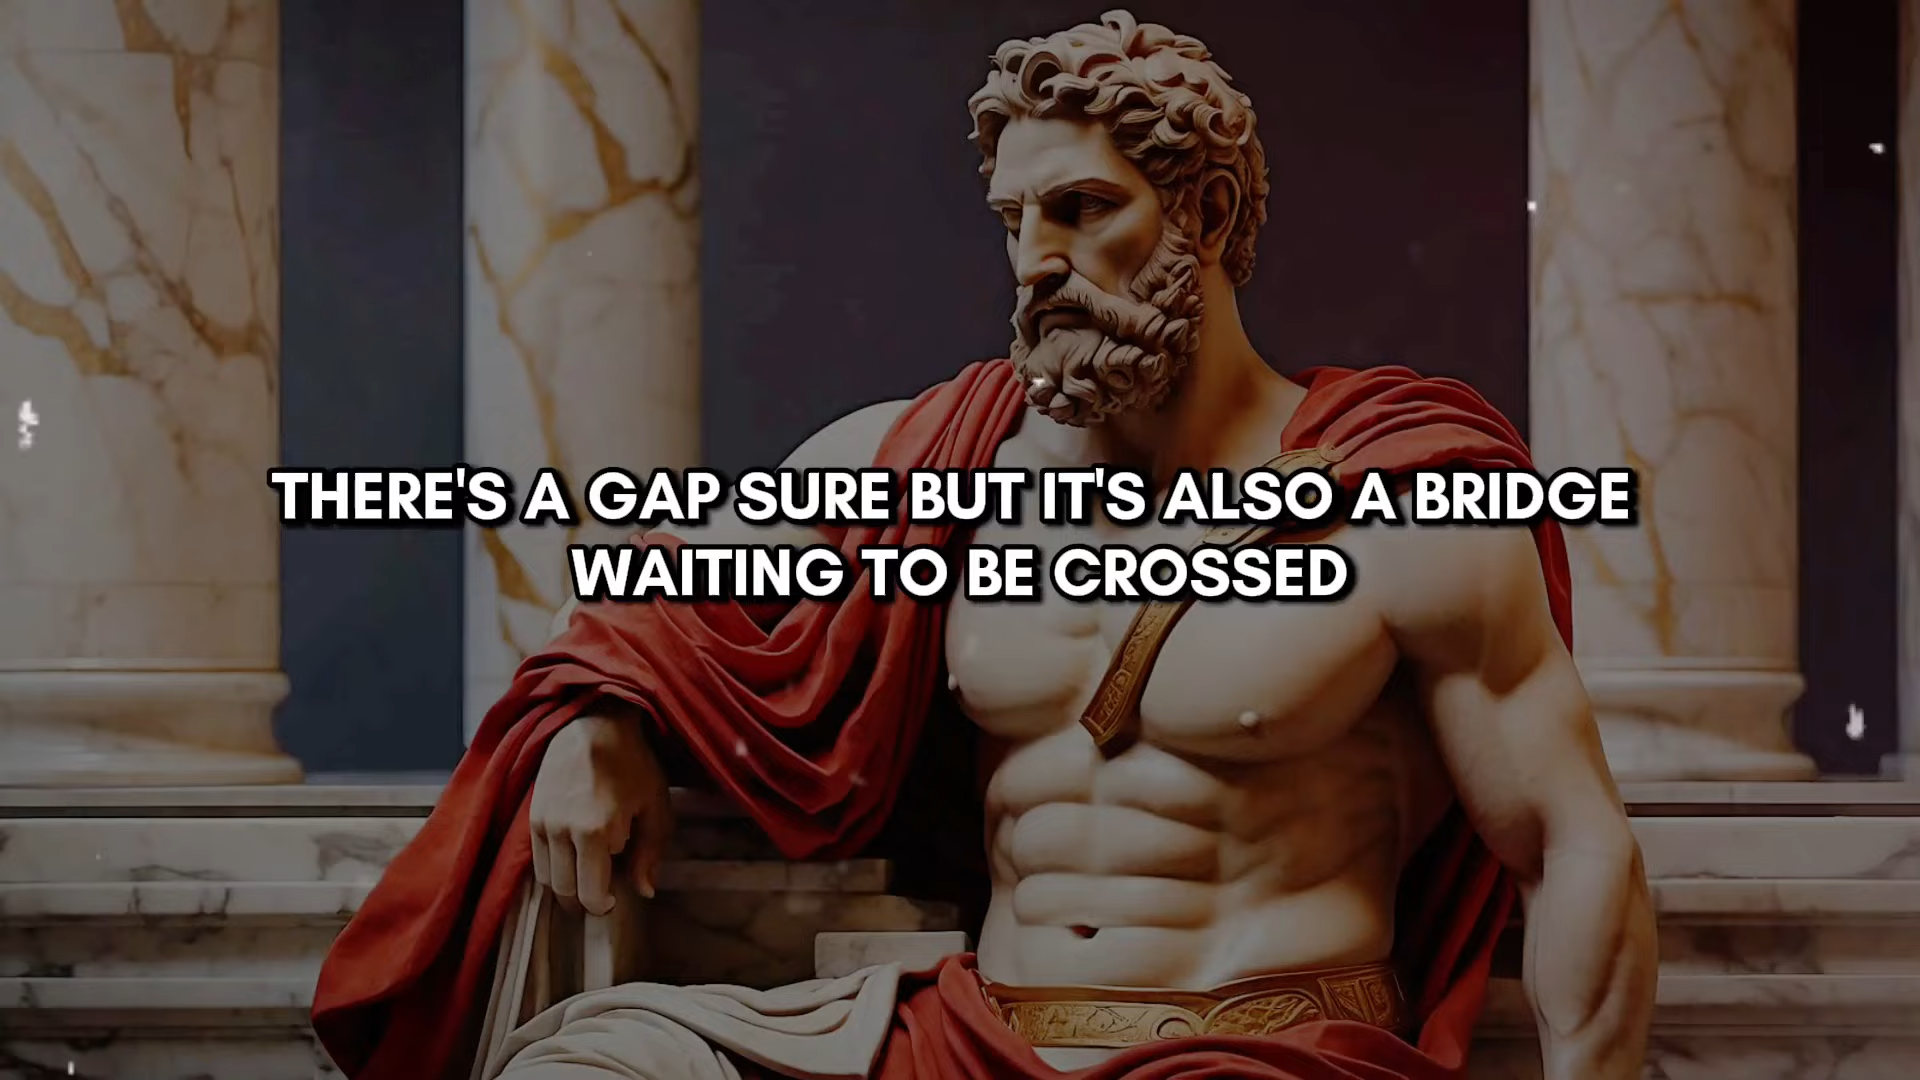 THERE'S A GAP SURE BUT IT'S ALSO A BRIDGE
WAITING TO BE CROSSED